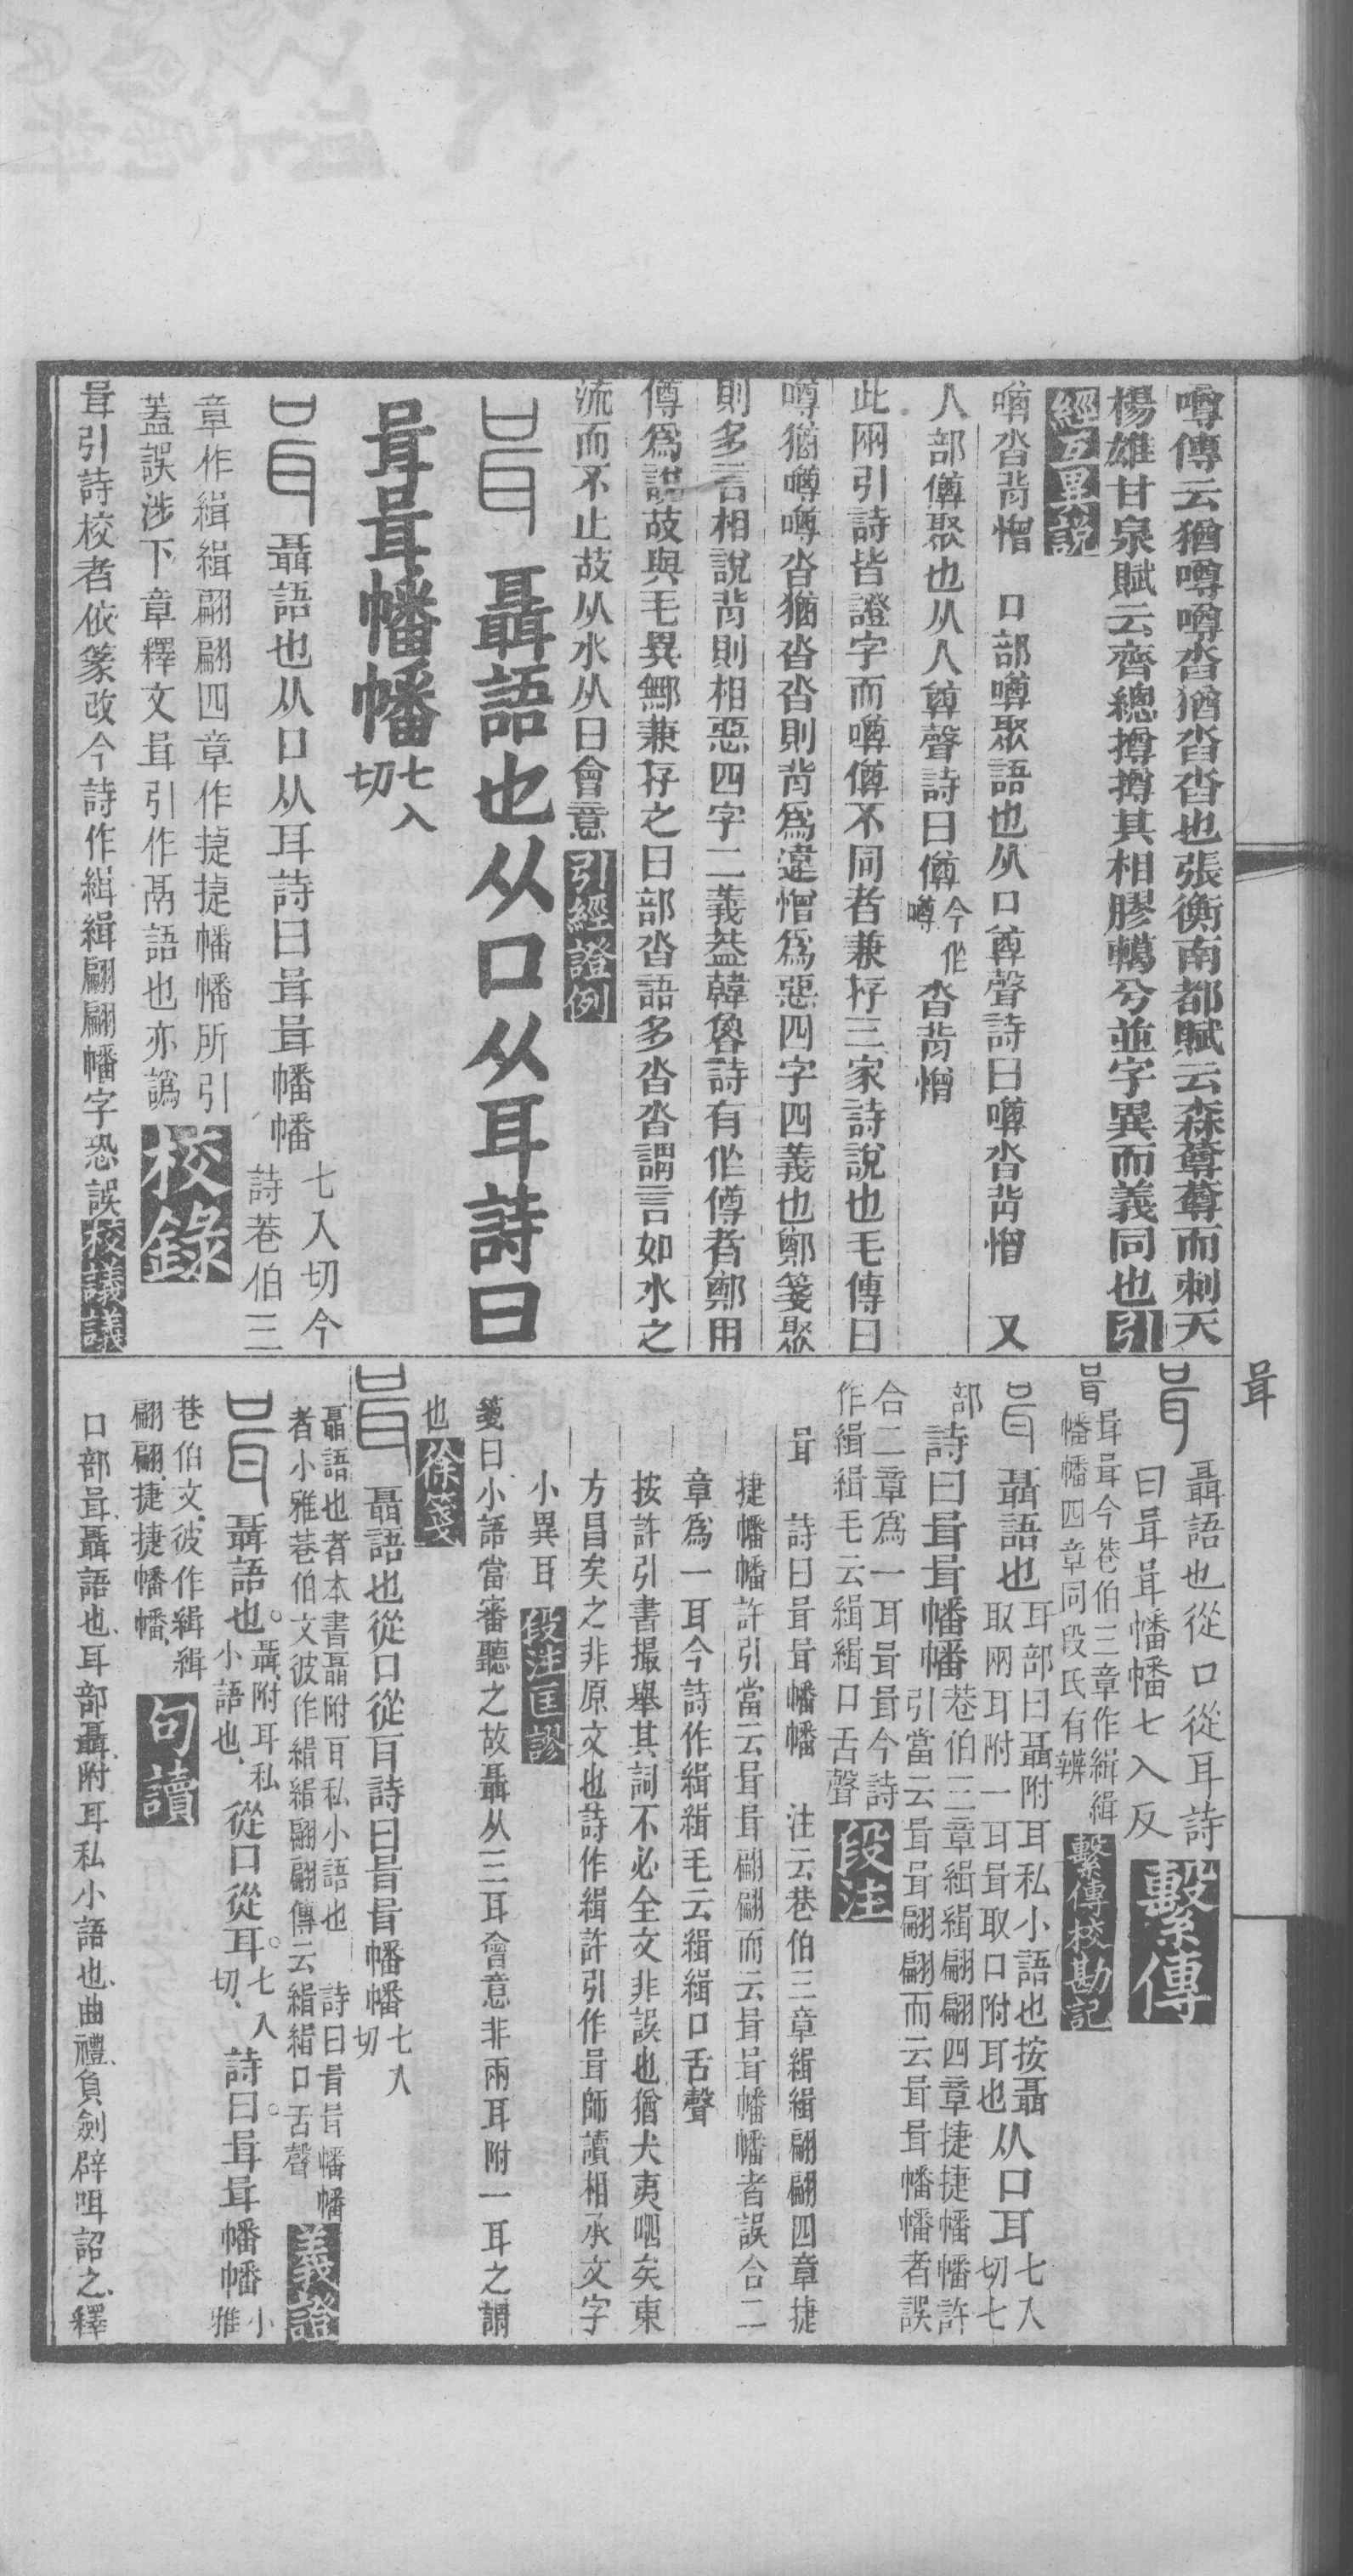 噂傳云猶噂噂沓猶沓沓也張衡南都賦云森蓴蓴而刺天
楊雄甘泉賦云齊總撙撙其相膠轕兮並字異而義同也引
經互異說
噂沓背憎　口部噂聚語也从口尊聲詩曰噂沓背憎　又
人部僔聚也从人尊聲詩曰僔今作噂沓背憎
此兩引詩皆證字而噂僔不同者兼存三家詩說也毛傳曰
噂猶噂噂沓猶沓沓則背爲違憎爲惡四字四義也鄭箋聚
則多言相說背則相惡四字二義葢韓魯詩有作僔者鄭用
僔爲說故與毛異鄦兼存之曰部沓語多沓沓謂言如水之
流而不止故从水从曰會意引經證例
聶語也从口从耳詩曰
咠咠幡幡七入切
聶語也从口从耳詩曰咠咠幡幡七入切今詩巷伯三
章作緝緝翩翩四章作捷捷幡幡所引
蓋誤涉下章釋文咠引作咼語也亦譌校錄
咠引詩校者依篆改今詩作緝緝翩翩幡字恐誤校議議
咠
聶語也從口從耳詩
曰咠咠幡幡七入反繫傳
咠咠今巷伯三章作緝緝
幡幡四章同段氏有辨繫傳校勘記
聶語也耳部曰聶附耳私小語也按聶
取兩耳附一耳咠取口附耳也从口耳七入切七
部詩曰咠咠幡幡巷伯三章緝緝翩翩四章捷捷幡幡許
引當云咠咠翩翩而云咠咠幡幡者誤
合二章爲一耳咠咠今詩
作緝緝毛云緝緝口舌聲段注
咠　詩曰咠咠幡幡　注云巷伯三章緝緝翩翩四章捷
捷幡幡許引當云咠咠翩翩而云咠咠幡幡者誤合二
章爲一耳今詩作緝緝毛云緝緝口舌聲
按許引書撮舉其詞不必全文非誤也猶犬夷呬矣東
方昌矣之非原文也詩作緝許引作咠師讀相承文字
小異耳段注匡謬
箋曰小語當審聽之故聶从三耳會意非兩耳附一耳之謂
也徐箋
聶語也從口從耳詩曰咠咠幡幡七入切
聶語也者本書聶附耳私小語也　詩曰咠咠幡幡
者小雅巷伯文彼作緝緝翩翩傳云緝緝口舌聲義證
聶語也。聶、附耳私小語也、從口從耳。七入切、詩曰。咠咠幡幡小雅
巷伯文、彼作緝緝
翩翩、捷捷幡幡、句讀
口部咠、聶語也、耳部聶、附耳私小語也、曲禮、負劍辟咡詔之、釋